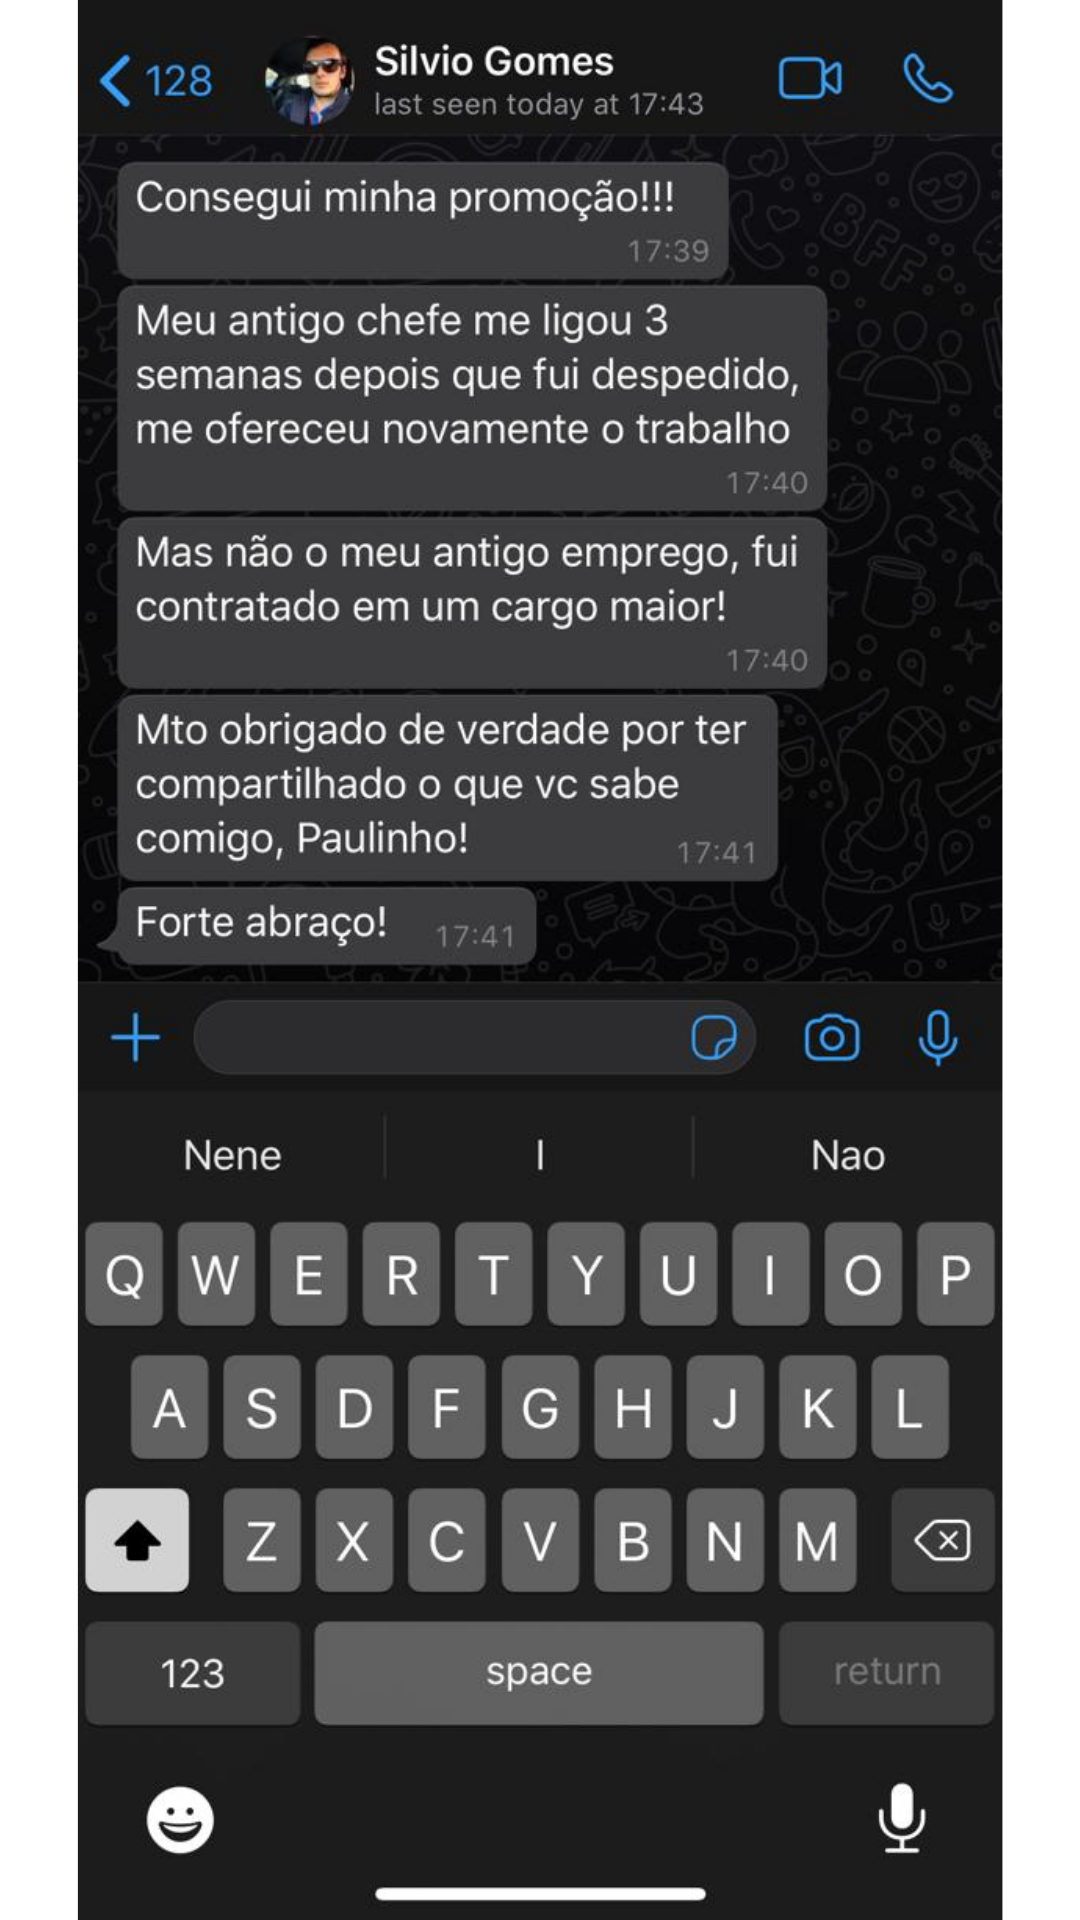 128
Silvio Gomes
last seen today at 17:43
Consegui minha promoção!!!
17:39
Meu antigo chefe me ligou 3
semanas depois que fui despedido,
me ofereceu novamente o trabalho
17:40
Mas não o meu antigo emprego, fui
contratado em um cargo maior!
17:40
Mto obrigado de verdade por ter
compartilhado o que vc sabe
comigo, Paulinho! 17:41
Forte abraço! 17:41
Nene I Nao
Q W E R T Y U I O P
A S D F G H J K L
Z X C V B N M
123 space return